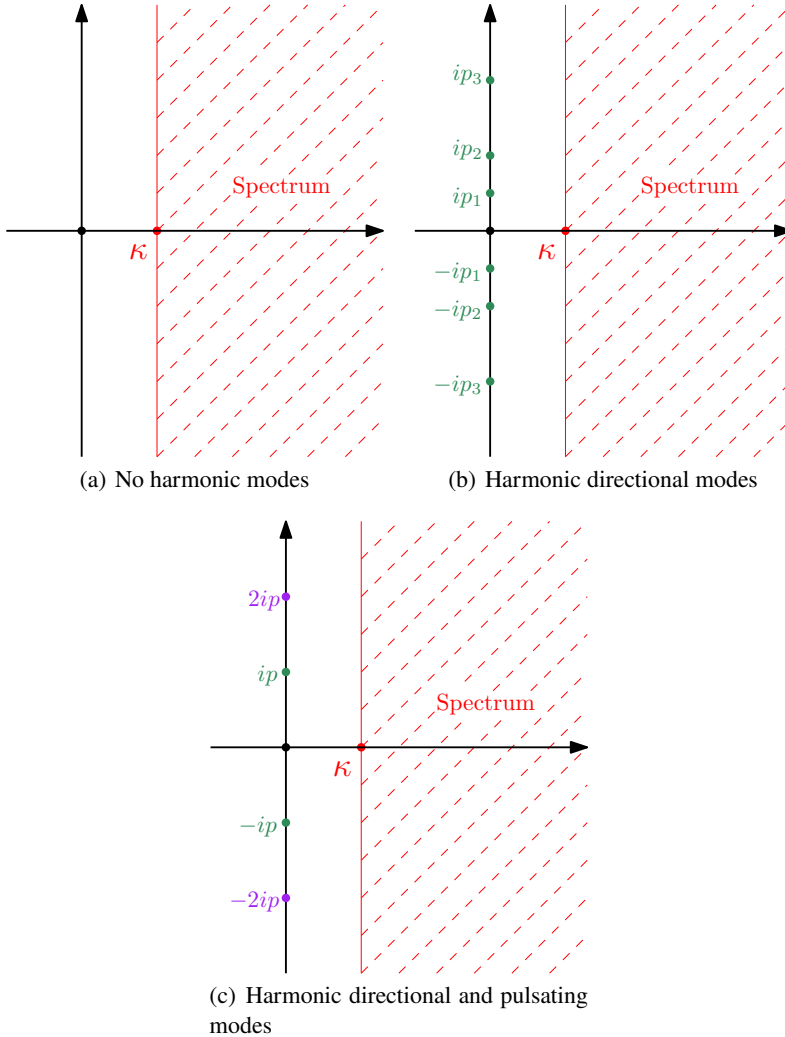 Spectrum
κ
(a) No harmonic modes
ip₃
ip₂
ip₁
Spectrum
κ
−ip₁
−ip₂
−ip₃
(b) Harmonic directional modes
2ip
ip
Spectrum
κ
−ip
−2ip
(c) Harmonic directional and pulsating
modes